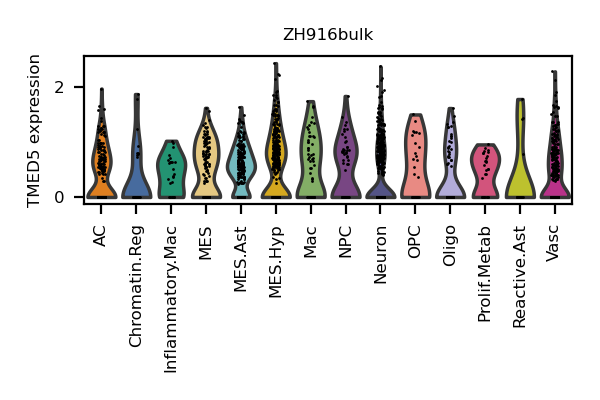 ZH916bulk
TMED5 expression
2
0
AC
Chromatin.Reg
Inflammatory.Mac
MES
MES.Ast
MES.Hyp
Mac
NPC
Neuron
OPC
Oligo
Prolif.Metab
Reactive.Ast
Vasc